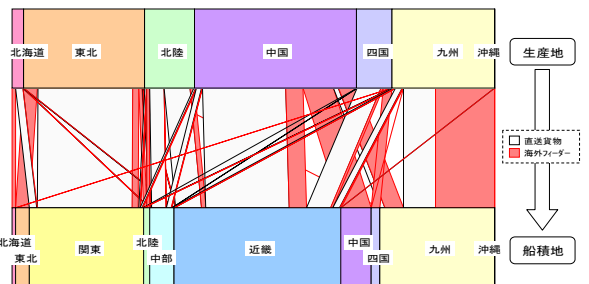 北海道 東北 北陸 中国 四国 九州 沖縄 生産地
直送貨物
海外フィーダー
北海道 東北 関東 北陸 中部 近畿 中国 四国 九州 沖縄 船積地